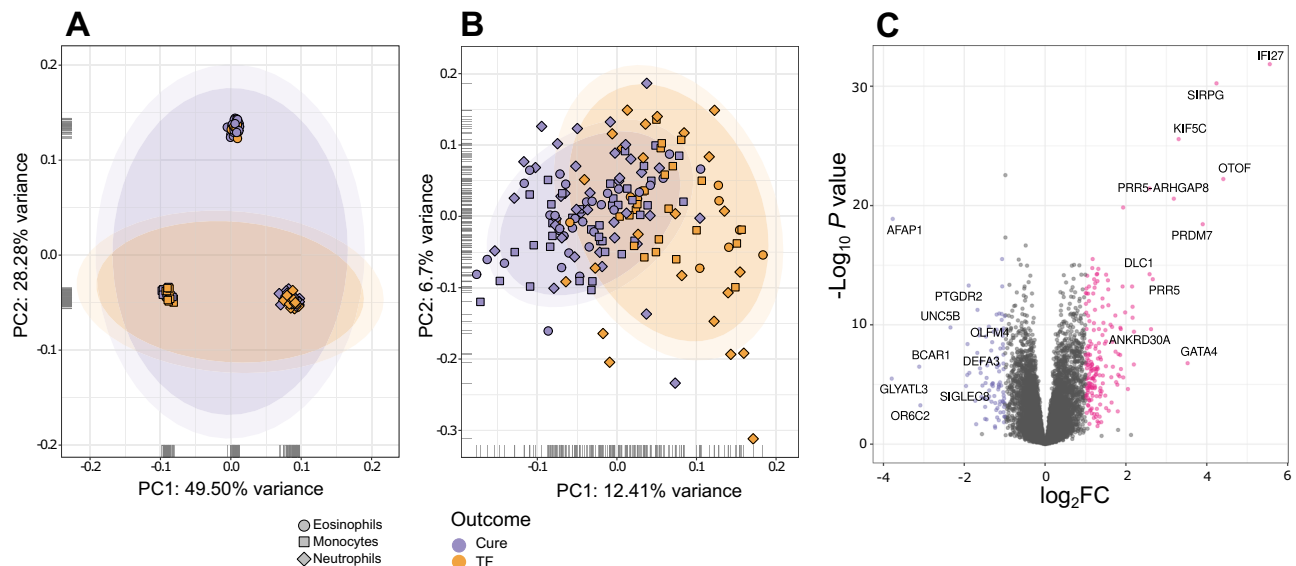 A
0.2
0.1
0.0
-0.1
-0.2
PC2: 28.28% variance
-0.2
-0.1
0.0
0.1
0.2
PC1: 49.50% variance
Eosinophils
Monocytes
Neutrophils
B
0.2
0.1
0.0
-0.1
-0.2
-0.3
PC2: 6.7% variance
-0.1
0.0
0.1
0.2
PC1: 12.41% variance
Outcome
Cure
TF
C
30
20
10
0
-Log10 P value
IFI27
SIRPG
KIF5C
OTOF
PRR5-ARHGAP8
AFAP1
PRDM7
DLC1
PRR5
PTGDR2
UNC5B
OLFM4
ANKRD30A
GATA4
BCAR1
DEFA3
GLYATL3
SIGLEC8
OR6C2
-4
-2
0
2
4
6
log2FC